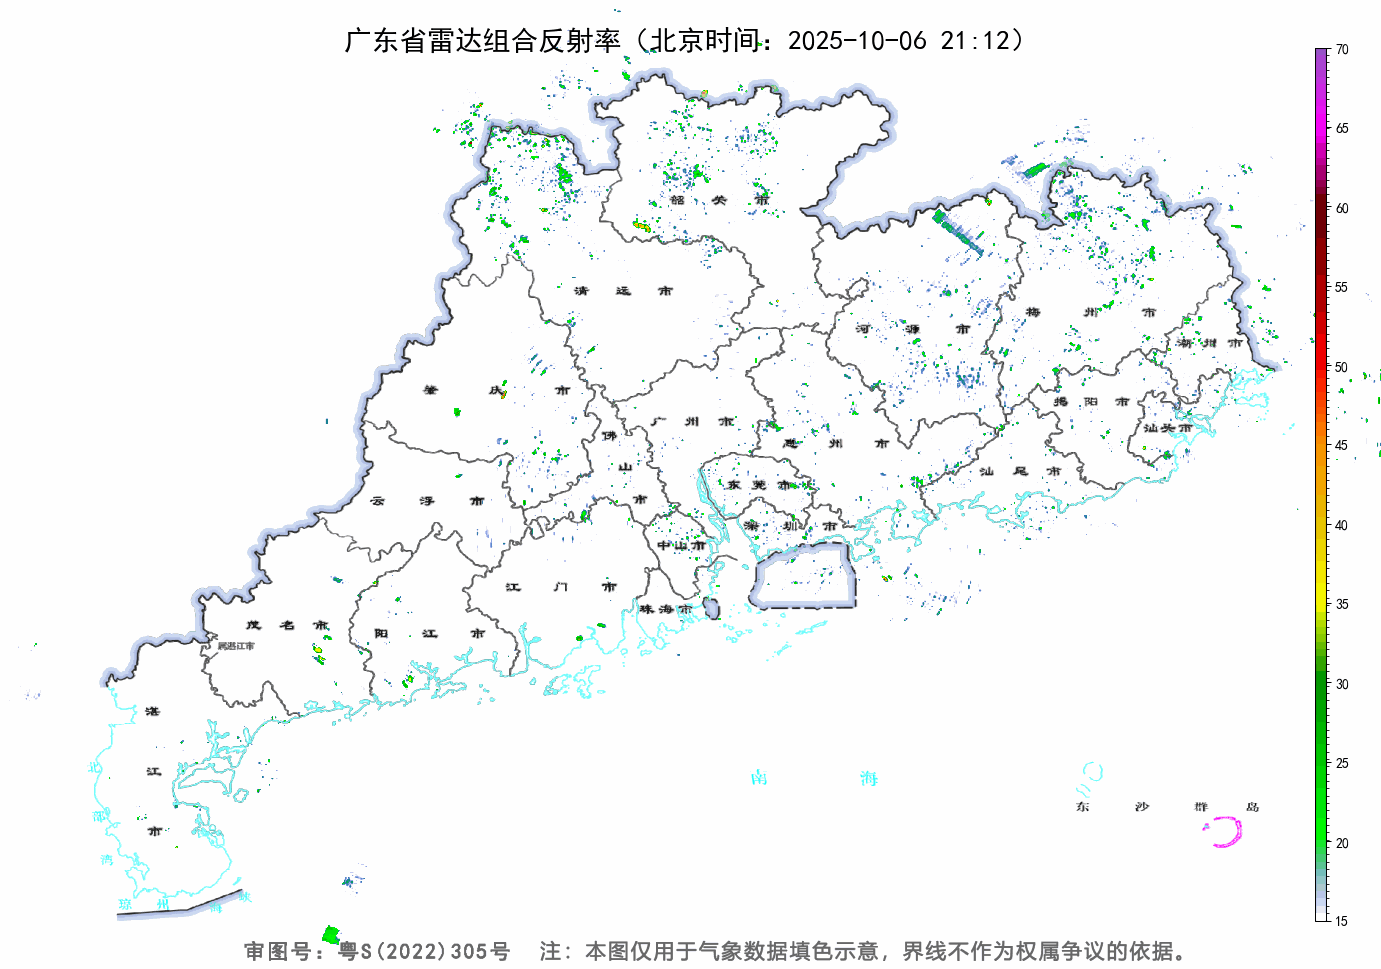 广东省雷达组合反射率（北京时间：2025-10-06 21:12）
70
65
60
55
50
45
40
35
30
25
20
15
韶关市
清远市
河源市
梅州市
潮州市
肇庆市
广州市
佛山市
惠州市
揭阳市
汕头市
汕尾市
东莞市
云浮市
深圳市
中山市
江门市
珠海市
茂名市
阳江市
属湛江市
湛江市
北部湾
琼州海峡
南海
东沙群岛
审图号：粤S(2022)305号 注：本图仅用于气象数据填色示意，界线不作为权属争议的依据。